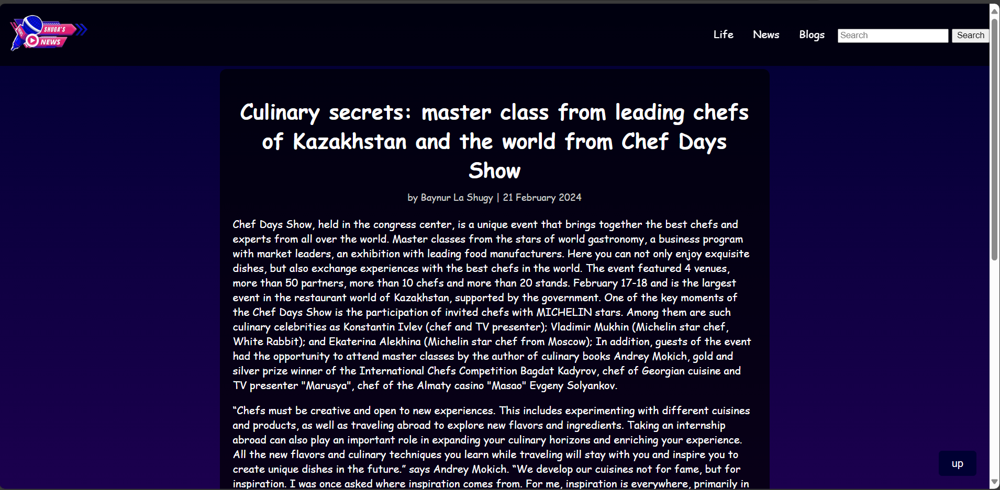 NEWS
SHUGA'S
NEWS
Life
News
Blogs
Search
Search
Culinary secrets: master class from leading chefs
of Kazakhstan and the world from Chef Days
Show
by Baynur La Shugy | 21 February 2024
Chef Days Show, held in the congress center, is a unique event that brings together the best chefs and
experts from all over the world. Master classes from the stars of world gastronomy, a business program
with market leaders, an exhibition with leading food manufacturers. Here you can not only enjoy exquisite
dishes, but also exchange experiences with the best chefs in the world. The event featured 4 venues,
more than 50 partners, more than 10 chefs and more than 20 stands. February 17-18 and is the largest
event in the restaurant world of Kazakhstan, supported by the government. One of the key moments of
the Chef Days Show is the participation of invited chefs with MICHELIN stars. Among them are such
culinary celebrities as Konstantin Ivlev (chef and TV presenter); Vladimir Mukhin (Michelin star chef,
White Rabbit); and Ekaterina Alekhina (Michelin star chef from Moscow); In addition, guests of the event
had the opportunity to attend master classes by the author of culinary books Andrey Mokich, gold and
silver prize winner of the International Chefs Competition Bagdat Kadyrov, chef of Georgian cuisine and
TV presenter "Marusya", chef of the Almaty casino "Masao" Evgeny Solyankov.
“Chefs must be creative and open to new experiences. This includes experimenting with different cuisines
and products, as well as traveling abroad to explore new flavors and ingredients. Taking an internship
abroad can also play an important role in expanding your culinary horizons and enriching your experience.
All the new flavors and culinary techniques you learn while traveling will stay with you and inspire you to
create unique dishes in the future.” says Andrey Mokich. “We develop our cuisines not for fame, but for
inspiration. I was once asked where inspiration comes from. For me, inspiration is everywhere, primarily in
up